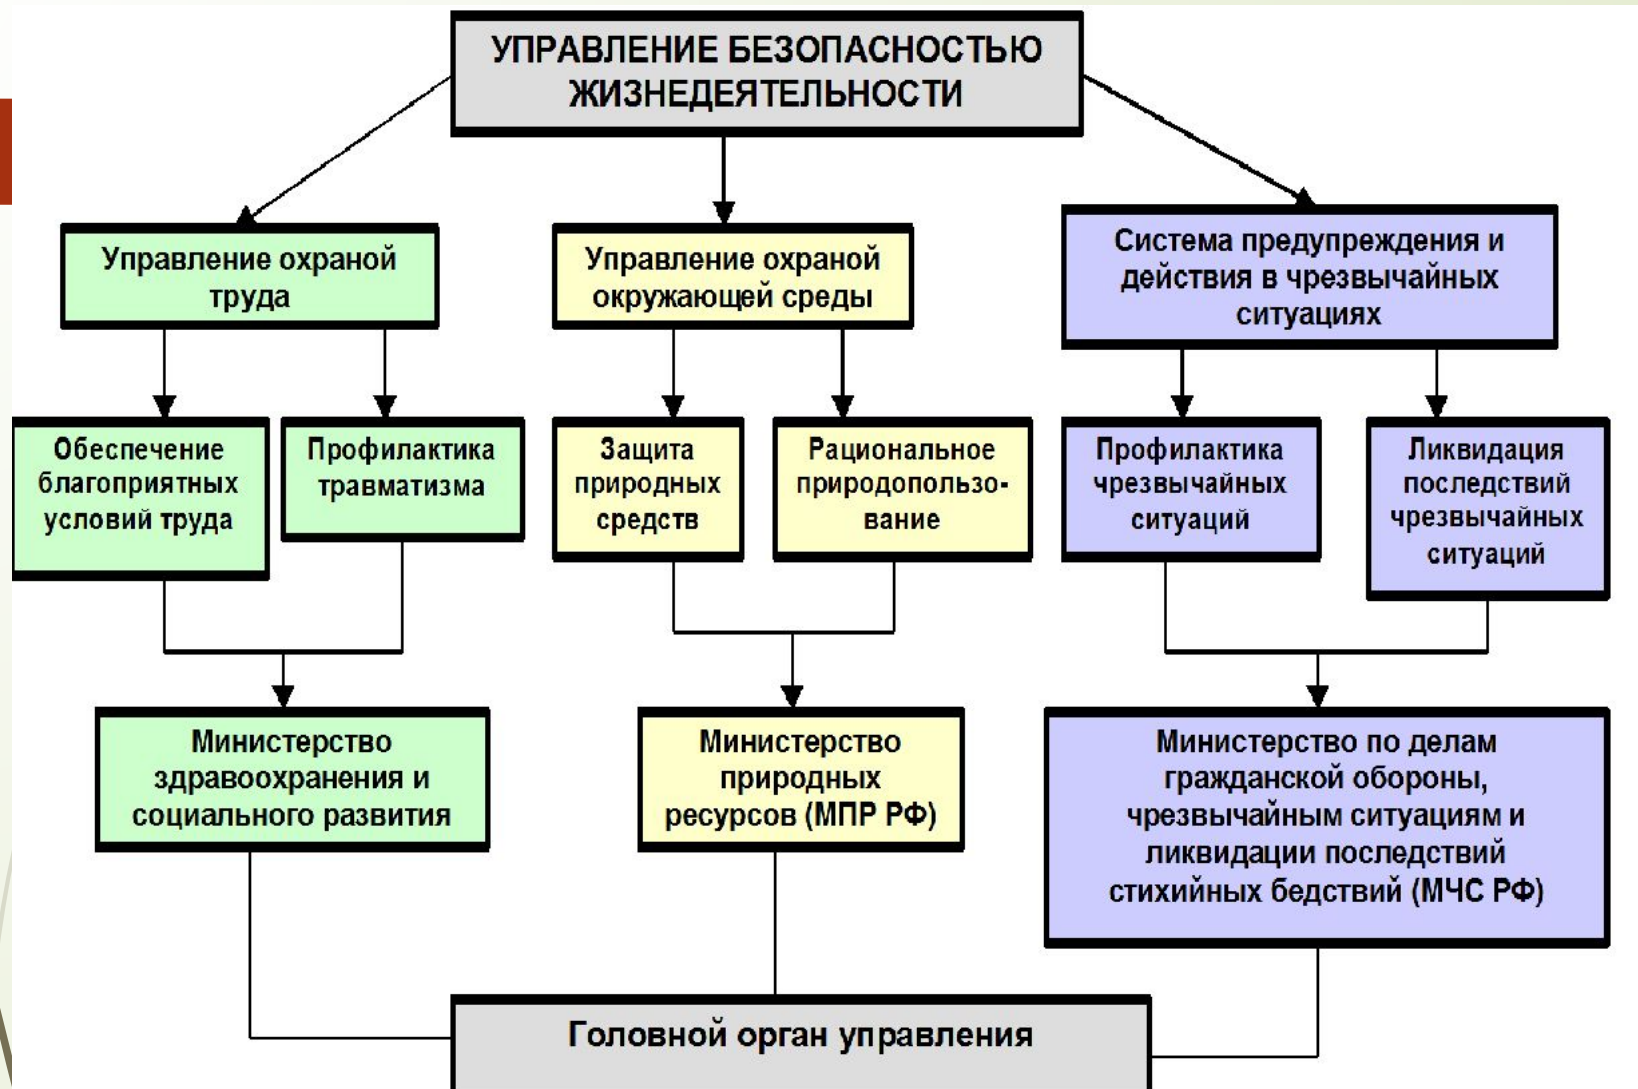 УПРАВЛЕНИЕ БЕЗОПАСНОСТЬЮ
ЖИЗНЕДЕЯТЕЛЬНОСТИ
Управление охраной
труда
Управление охраной
окружающей среды
Система предупреждения и
действия в чрезвычайных
ситуациях
Обеспечение
благоприятных
условий труда
Профилактика
травматизма
Защита
природных
средств
Рациональное
природопользо-
вание
Профилактика
чрезвычайных
ситуаций
Ликвидация
последствий
чрезвычайных
ситуаций
Министерство
здравоохранения и
социального развития
Министерство
природных
ресурсов (МПР РФ)
Министерство по делам
гражданской обороны,
чрезвычайным ситуациям и
ликвидации последствий
стихийных бедствий (МЧС РФ)
Головной орган управления